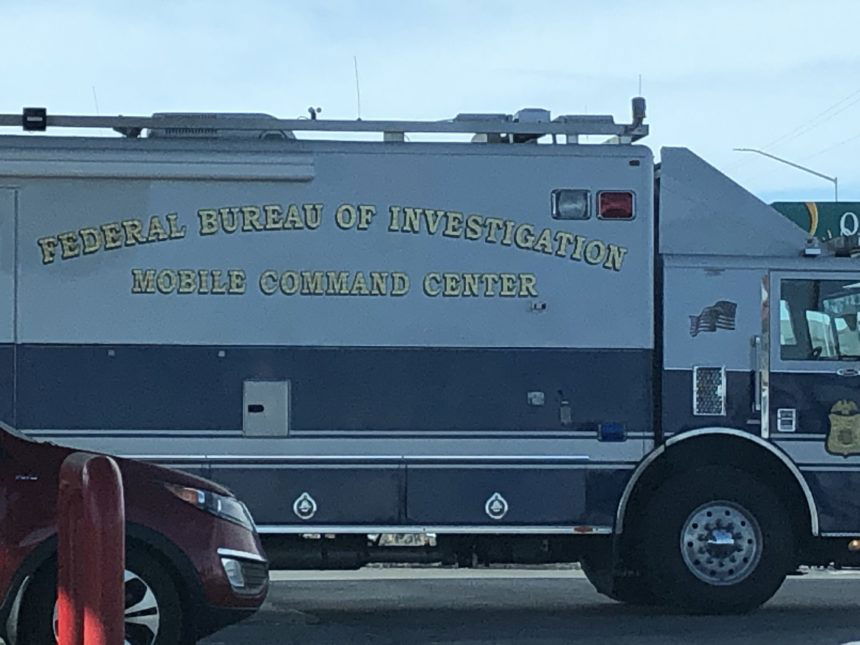 FEDERAL BUREAU OF INVESTIGATION
MOBILE COMMAND CENTER